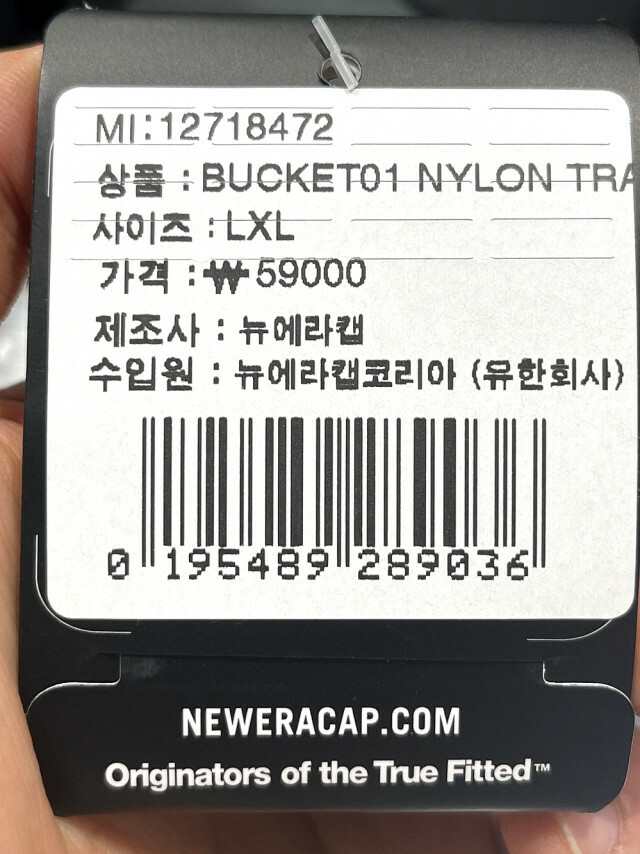 MI:12718472
상품 : BUCKET01 NYLON TRA
사이즈 : LXL
가격 : ₩59000
제조사 : 뉴에라캡
수입원 : 뉴에라캡코리아 (유한회사)
0 195489 289036
NEWERACAP.COM
Originators of the True Fitted™